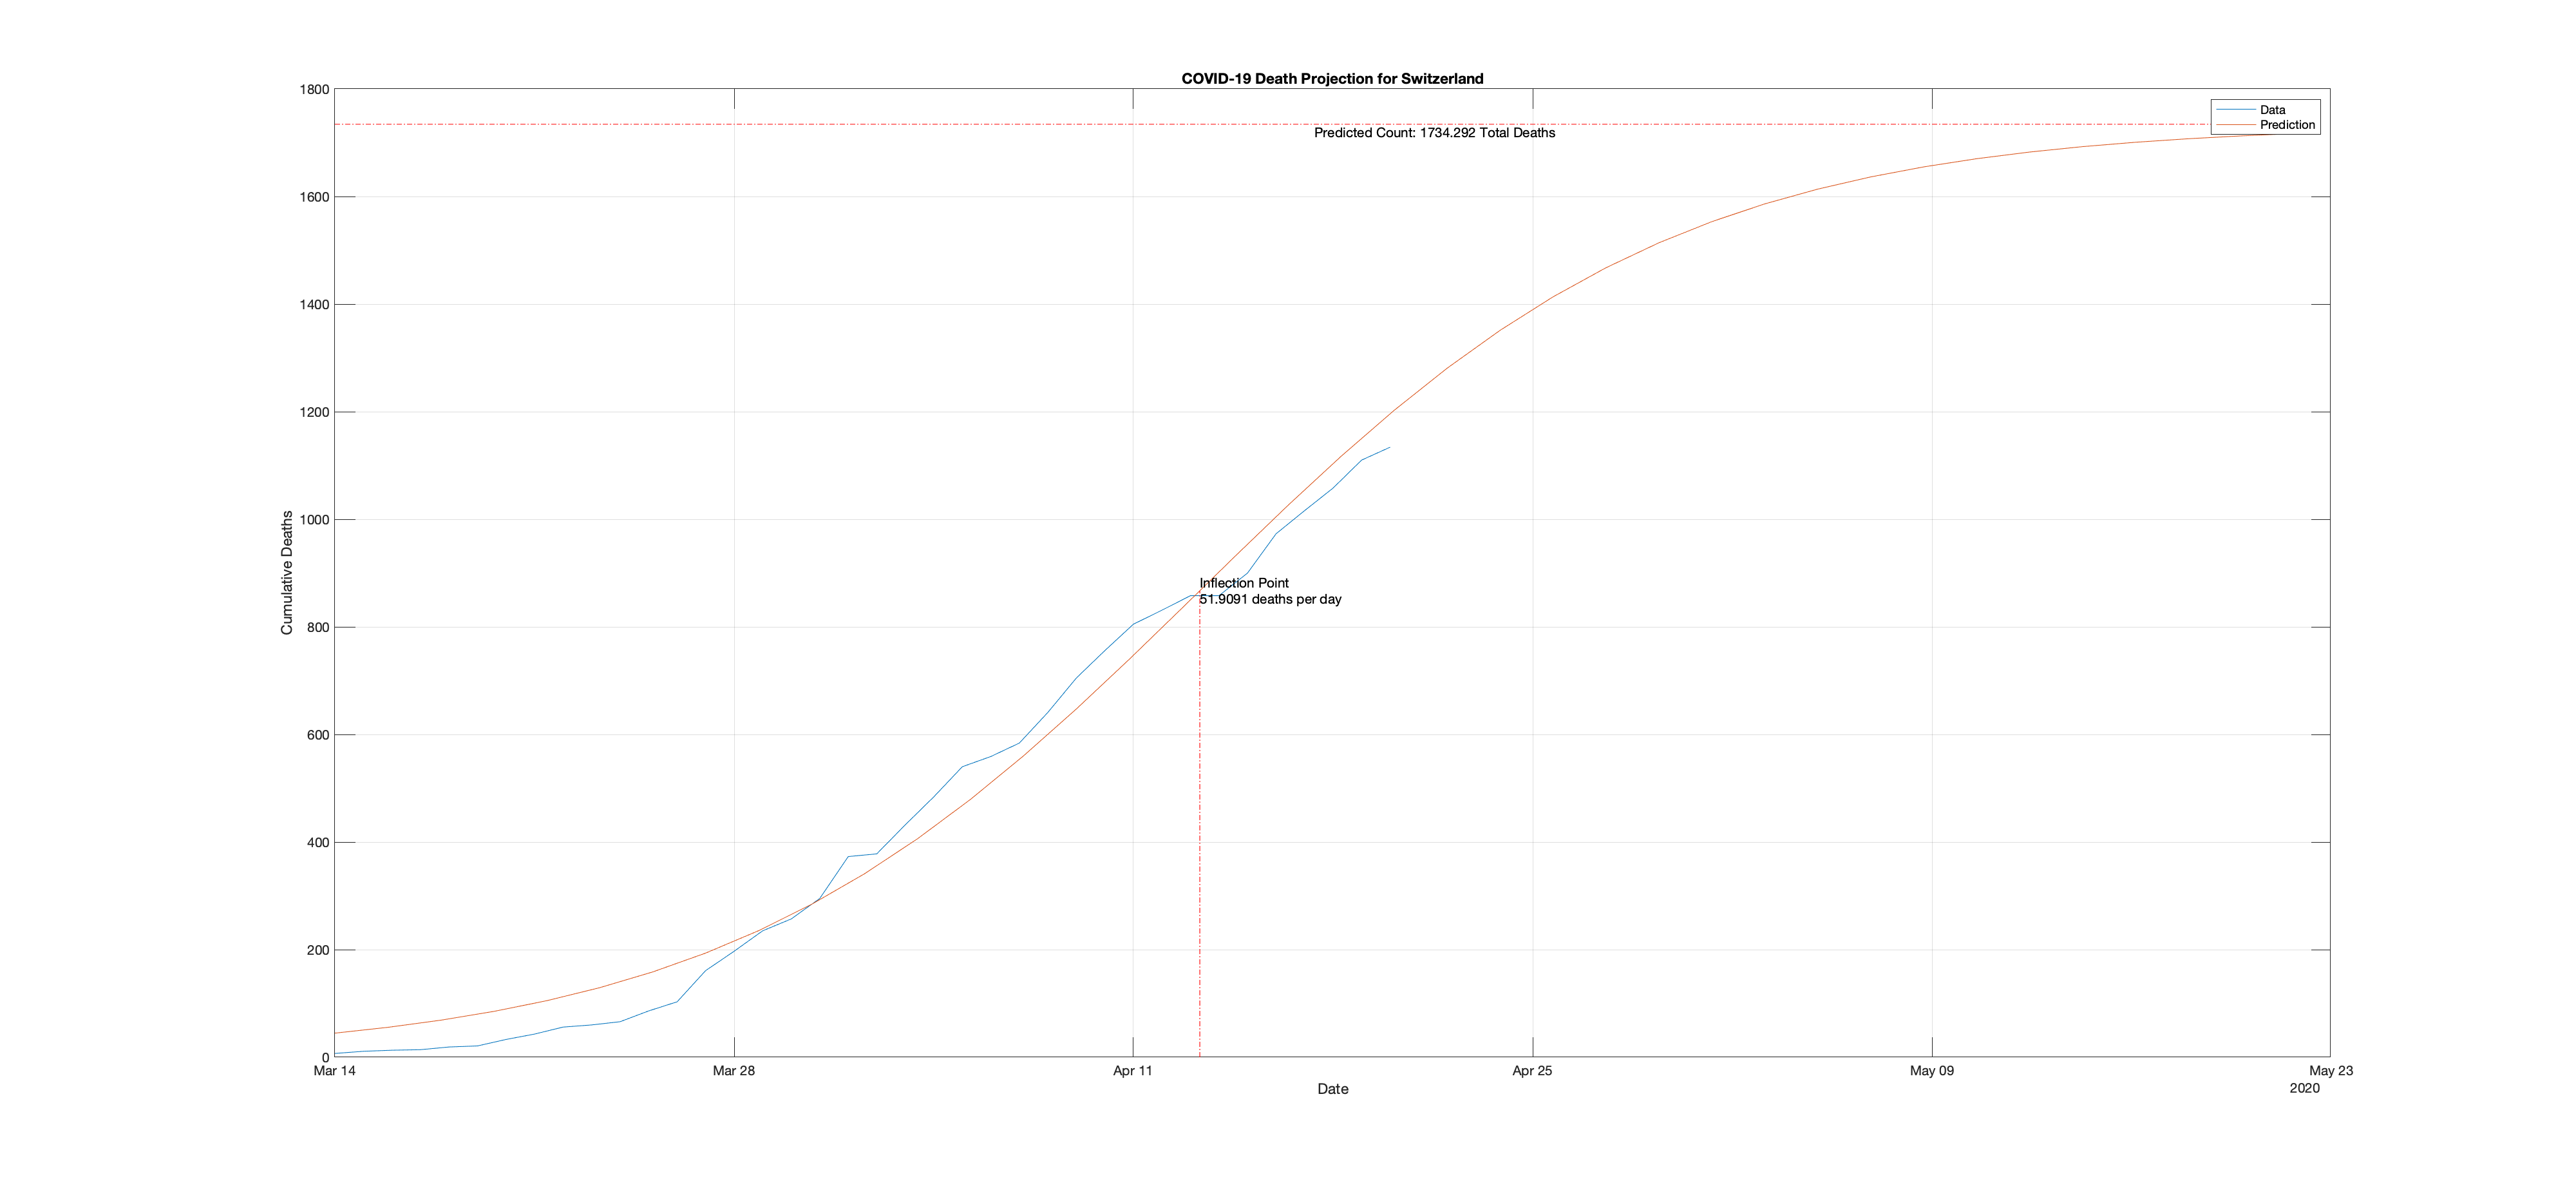 COVID-19 Death Projection for Switzerland
1800
1600
1400
1200
1000
800
600
400
200
0
Cumulative Deaths
Data
Prediction
Predicted Count: 1734.292 Total Deaths
Inflection Point
51.9091 deaths per day
Mar 14
Mar 28
Apr 11
Apr 25
May 09
May 23
2020
Date